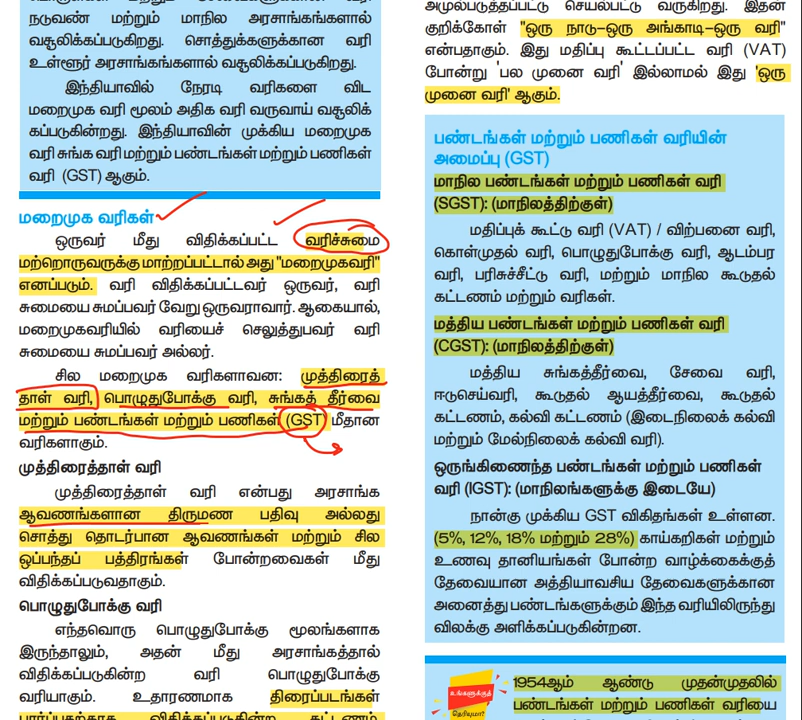 நடுவண் மற்றும் மாநில அரசாங்கங்களால்
வசூலிக்கப்படுகிறது. சொத்துக்களுக்கான வரி
உள்ளூர் அரசாங்கங்களால் வசூலிக்கப்படுகிறது.
இந்தியாவில் நேரடி வரிகளை விட
மறைமுக வரி மூலம் அதிக வரி வருவாய் வசூலிக்
கப்படுகின்றது. இந்தியாவின் முக்கிய மறைமுக
வரி சுங்க வரி மற்றும் பண்டங்கள் மற்றும் பணிகள்
வரி (GST) ஆகும்.
மறைமுக வரிகள்
ஒருவர் மீது விதிக்கப்பட்ட வரிச்சுமை
மற்றொருவருக்கு மாற்றப்பட்டால் அது "மறைமுகவரி"
எனப்படும். வரி விதிக்கப்பட்டவர் ஒருவர், வரி
சுமையை சுமப்பவர் வேறு ஒருவராவார். ஆகையால்,
மறைமுகவரியில் வரியைச் செலுத்துபவர் வரி
சுமையை சுமப்பவர் அல்லர்.
சில மறைமுக வரிகளாவன: முத்திரைத்
தாள் வரி, பொழுதுபோக்கு வரி, சுங்கத் தீர்வை
மற்றும் பண்டங்கள் மற்றும் பணிகள் (GST) மீதான
வரிகளாகும்.
முத்திரைத்தாள் வரி
முத்திரைத்தாள் வரி என்பது அரசாங்க
ஆவணங்களான திருமண பதிவு அல்லது
சொத்து தொடர்பான ஆவணங்கள் மற்றும் சில
ஒப்பந்தப் பத்திரங்கள் போன்றவைகள் மீது
விதிக்கப்படுவதாகும்.
பொழுதுபோக்கு வரி
எந்தவொரு பொழுதுபோக்கு மூலங்களாக
இருந்தாலும், அதன் மீது அரசாங்கத்தால்
விதிக்கப்படுகின்ற வரி பொழுதுபோக்கு
வரியாகும். உதாரணமாக திரைப்படங்கள்
அமுல்படுத்தப்பட்டு செயல்பட்டு வருகிறது. இதன்
குறிக்கோள் "ஒரு நாடு–ஒரு அங்காடி–ஒரு வரி"
என்பதாகும். இது மதிப்பு கூட்டப்பட்ட வரி (VAT)
போன்று 'பல முனை வரி' இல்லாமல் இது 'ஒரு
முனை வரி' ஆகும்.
பண்டங்கள் மற்றும் பணிகள் வரியின்
அமைப்பு (GST)
மாநில பண்டங்கள் மற்றும் பணிகள் வரி
(SGST): (மாநிலத்திற்குள்)
மதிப்புக் கூட்டு வரி (VAT) / விற்பனை வரி,
கொள்முதல் வரி, பொழுதுபோக்கு வரி, ஆடம்பர
வரி, பரிசுச்சீட்டு வரி, மற்றும் மாநில கூடுதல்
கட்டணம் மற்றும் வரிகள்.
மத்திய பண்டங்கள் மற்றும் பணிகள் வரி
(CGST): (மாநிலத்திற்குள்)
மத்திய சுங்கத்தீர்வை, சேவை வரி,
ஈடுசெய்வரி, கூடுதல் ஆயத்தீர்வை, கூடுதல்
கட்டணம், கல்வி கட்டணம் (இடைநிலைக் கல்வி
மற்றும் மேல்நிலைக் கல்வி வரி).
ஒருங்கிணைந்த பண்டங்கள் மற்றும் பணிகள்
வரி (IGST): (மாநிலங்களுக்கு இடையே)
நான்கு முக்கிய GST விகிதங்கள் உள்ளன.
(5%, 12%, 18% மற்றும் 28%) காய்கறிகள் மற்றும்
உணவு தானியங்கள் போன்ற வாழ்க்கைக்குத்
தேவையான அத்தியாவசிய தேவைகளுக்கான
அனைத்து பண்டங்களுக்கும் இந்த வரியிலிருந்து
விலக்கு அளிக்கப்படுகின்றன.
உங்களுக்குத்
தெரியுமா?
1954ஆம் ஆண்டு முதன்முதலில்
பண்டங்கள் மற்றும் பணிகள் வரியை